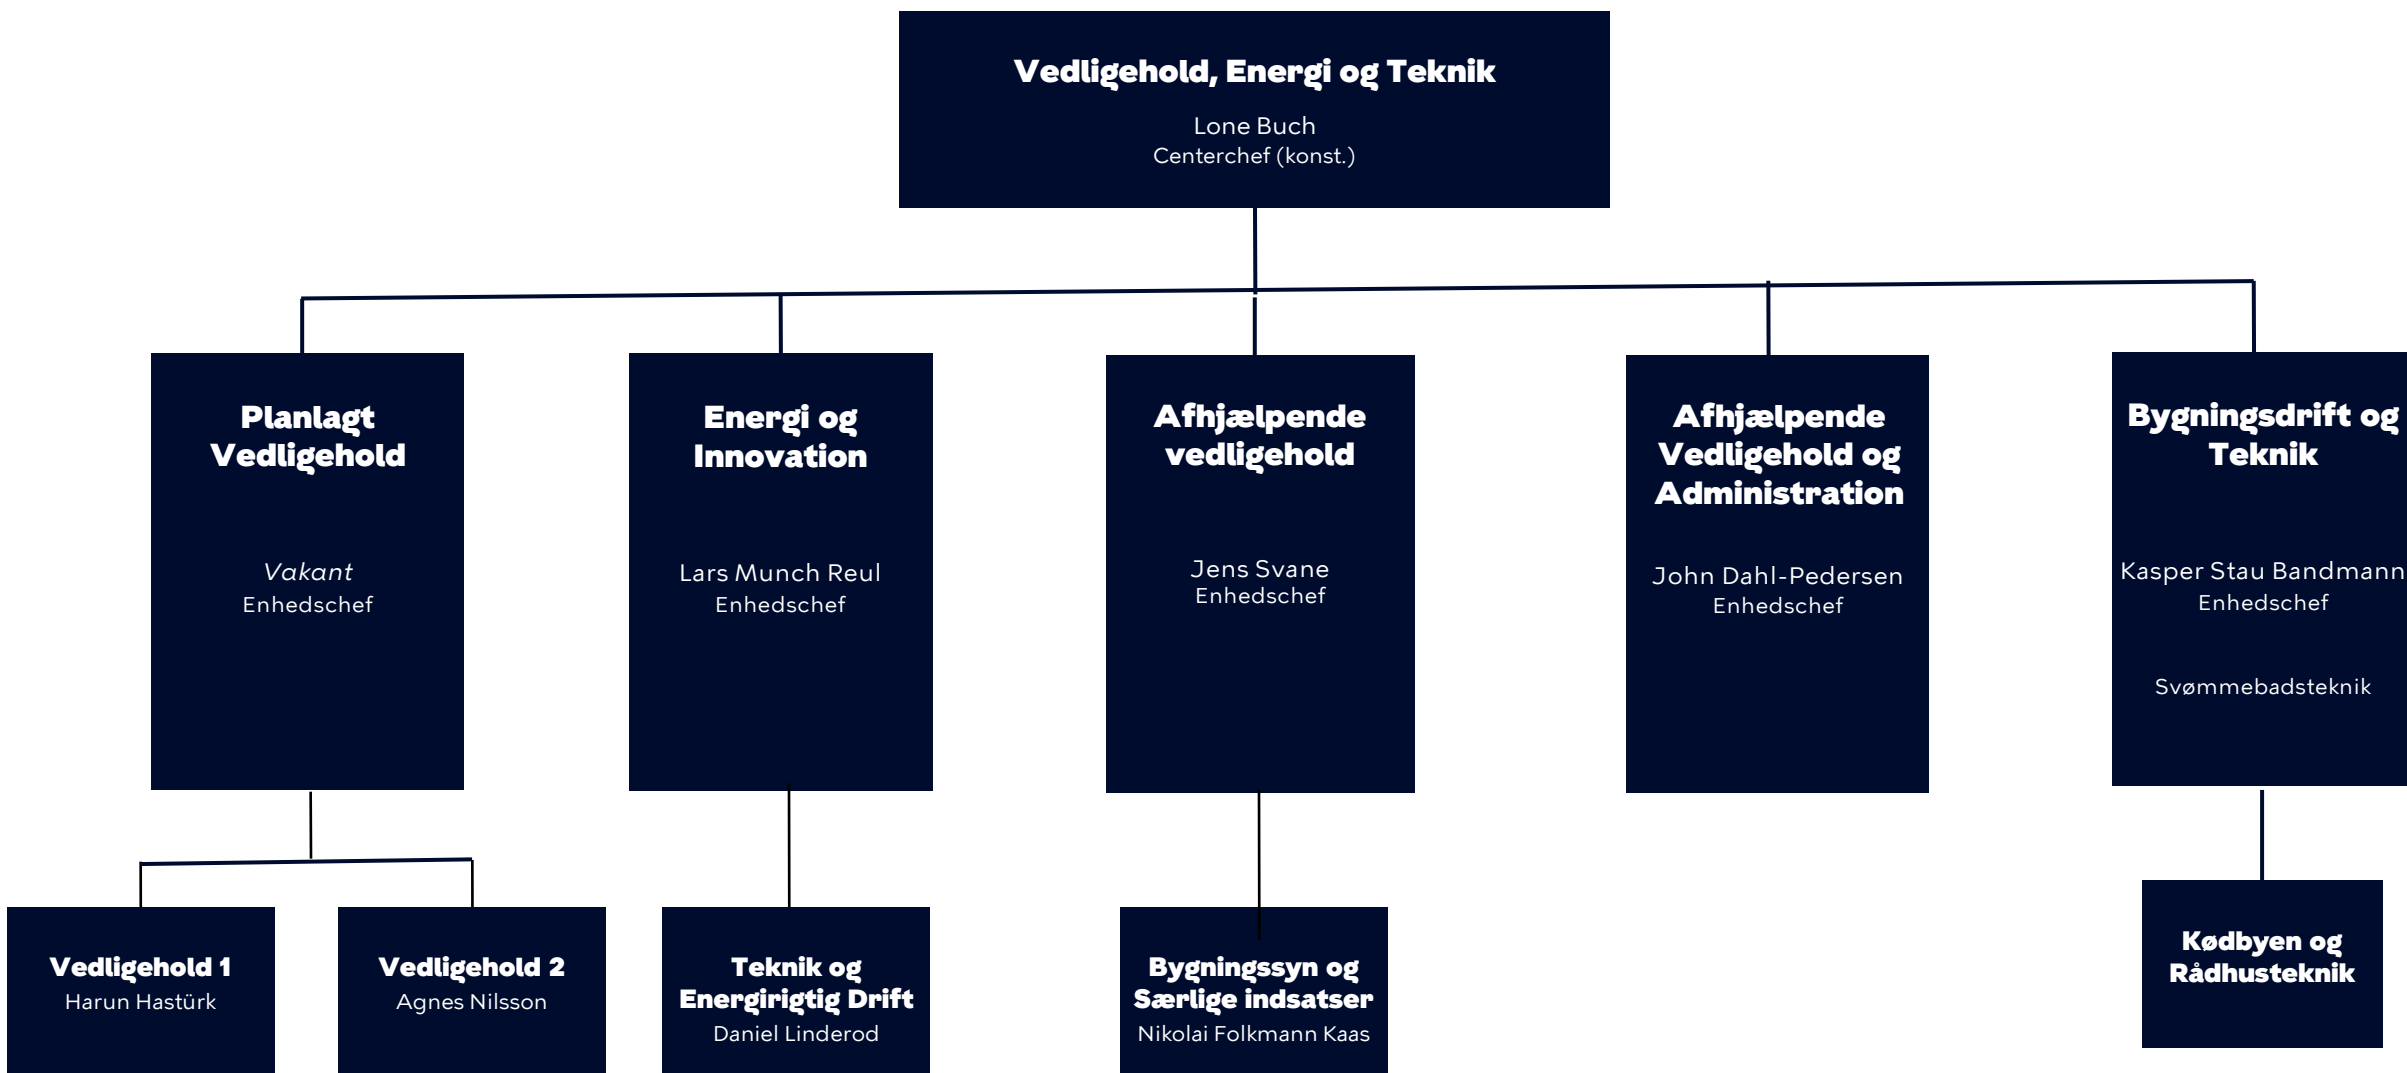 Vedligehold, Energi og Teknik
Lone Buch
Centerchef (konst.)
Planlagt
Vedligehold
Vakant
Enhedschef
Energi og
Innovation
Lars Munch Reul
Enhedschef
Afhjælpende
vedligehold
Jens Svane
Enhedschef
Afhjælpende
Vedligehold og
Administration
John Dahl-Pedersen
Enhedschef
Bygningsdrift og
Teknik
Kasper Stau Bandmann
Enhedschef
Svømmebadsteknik
Vedligehold 1
Harun Hastürk
Vedligehold 2
Agnes Nilsson
Teknik og
Energirigtig Drift
Daniel Linderod
Bygningssyn og
Særlige indsatser
Nikolai Folkmann Kaas
Kødbyen og
Rådhusteknik